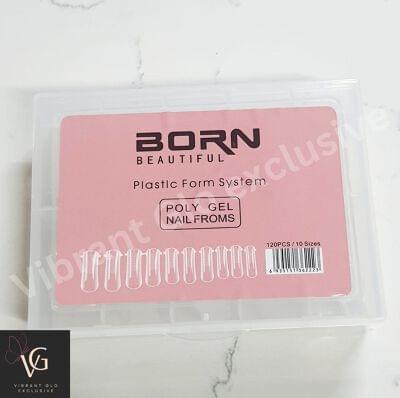 BORN
BEAUTIFUL
Plastic Form System
POLY GEL
NAIL FROMS
120PCS / 10 Sizes
Vibrant Glo exclusive
VG
VIBRANT GLO
EXCLUSIVE